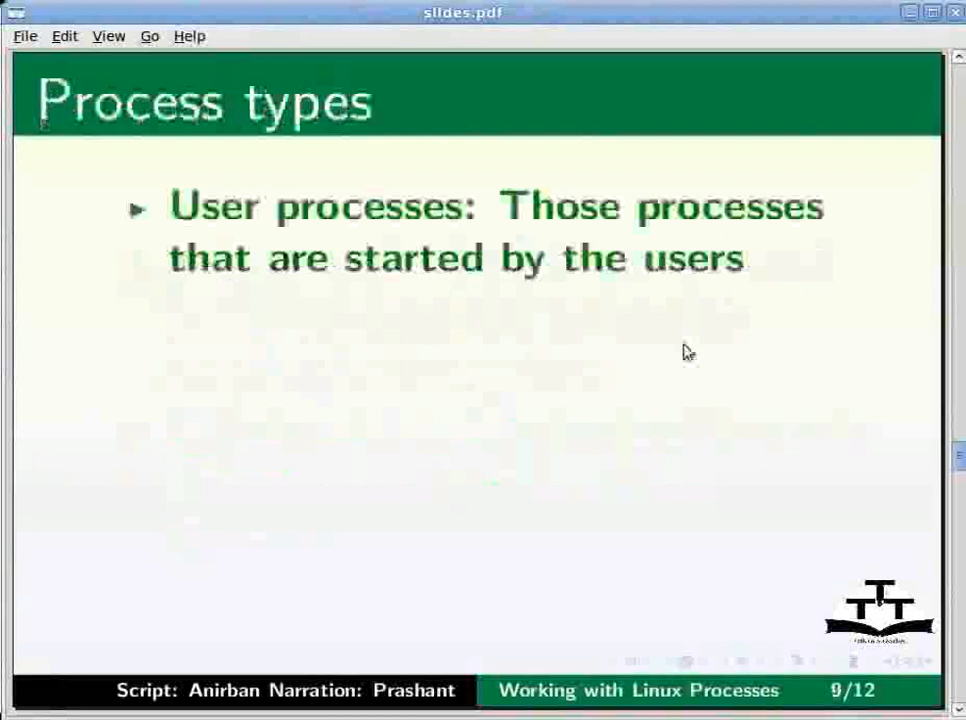 slides.pdf
File Edit View Go Help
Process types
User processes: Those processes
that are started by the users
TTT
Script: Anirban Narration: Prashant Working with Linux Processes 9/12